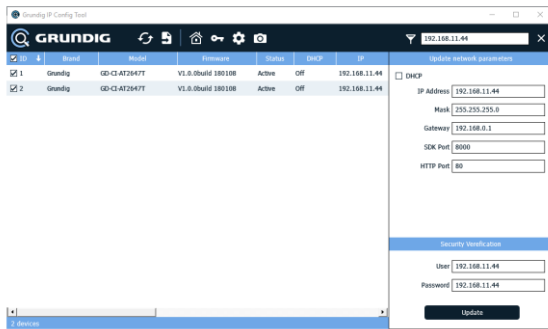 Grundig IP Config Tool
GRUNDIG
192.168.11.44
ID Brand Model Firmware Status DHCP IP
1 Grundig GD-CI-AT2647T V1.0.0build 180108 Active Off 192.168.11.44
2 Grundig GD-CI-AT2647T V1.0.0build 180108 Active Off 192.168.11.44
Update network parameters
DHCP
IP Address 192.168.11.44
Mask 255.255.255.0
Gateway 192.168.0.1
SDK Port 8000
HTTP Port 80
Security Verification
User 192.168.11.44
Password 192.168.11.44
Update
2 devices